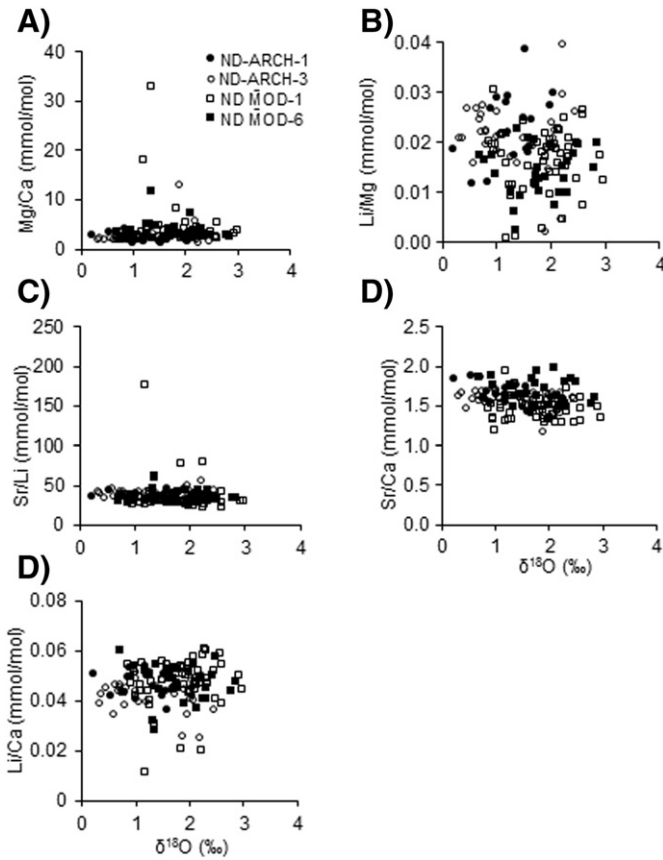 A)
Mg/Ca (mmol/mol)
40
30
20
10
0
0 1 2 3 4
ND-ARCH-1
ND-ARCH-3
ND M̄OD-1
ND M̄OD-6
B)
Li/Mg (mmol/mol)
0.04
0.03
0.02
0.01
0.00
0 1 2 3 4
C)
Sr/Li (mmol/mol)
250
200
150
100
50
0
0 1 2 3 4
D)
Sr/Ca (mmol/mol)
2.5
2.0
1.5
1.0
0.5
0.0
0 1 2 3 4
δ18O (‰)
D)
Li/Ca (mmol/mol)
0.08
0.06
0.04
0.02
0
0 1 2 3 4
δ18O (‰)